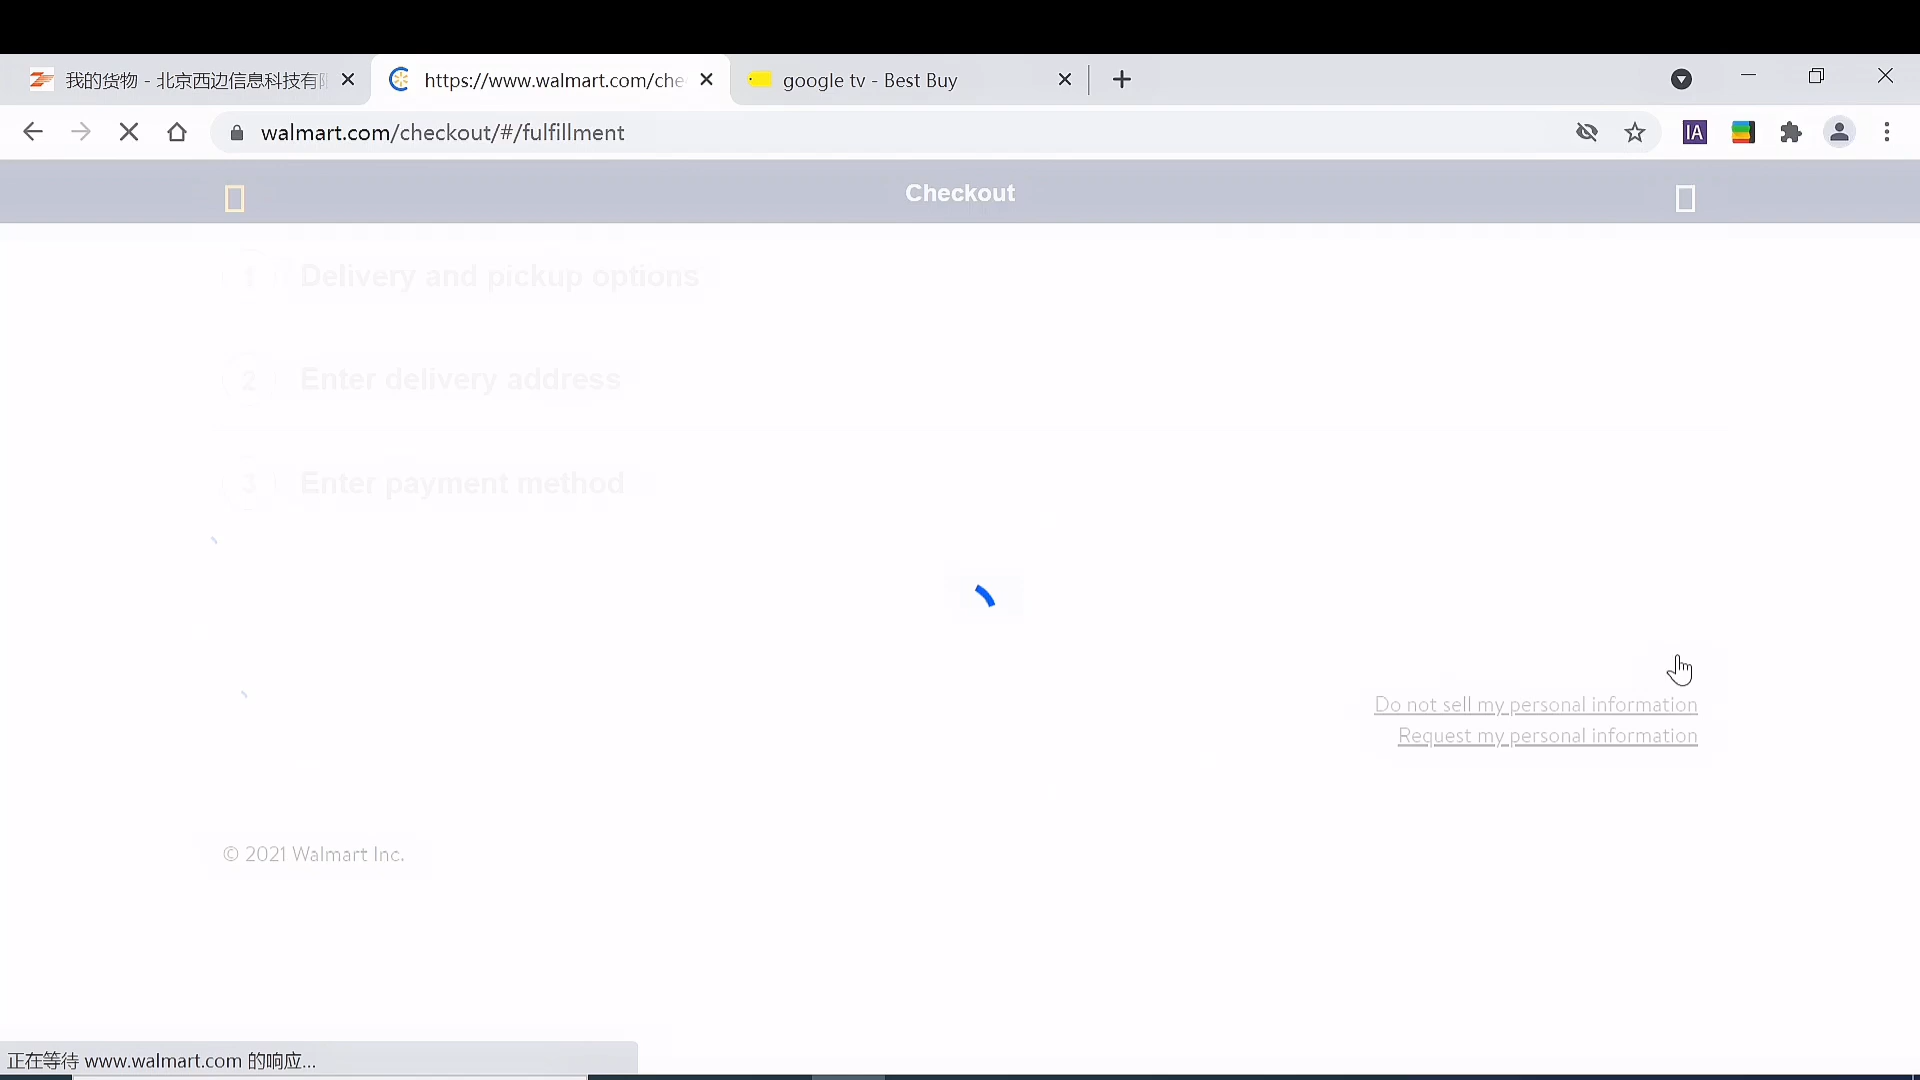 我的货物 - 北京西边信息科技有
https://www.walmart.com/che
google tv - Best Buy
walmart.com/checkout/#/fulfillment
IA
Checkout
1 Delivery and pickup options
2 Enter delivery address
3 Enter payment method
Do not sell my personal information
Request my personal information
© 2021 Walmart Inc.
正在等待 www.walmart.com 的响应...